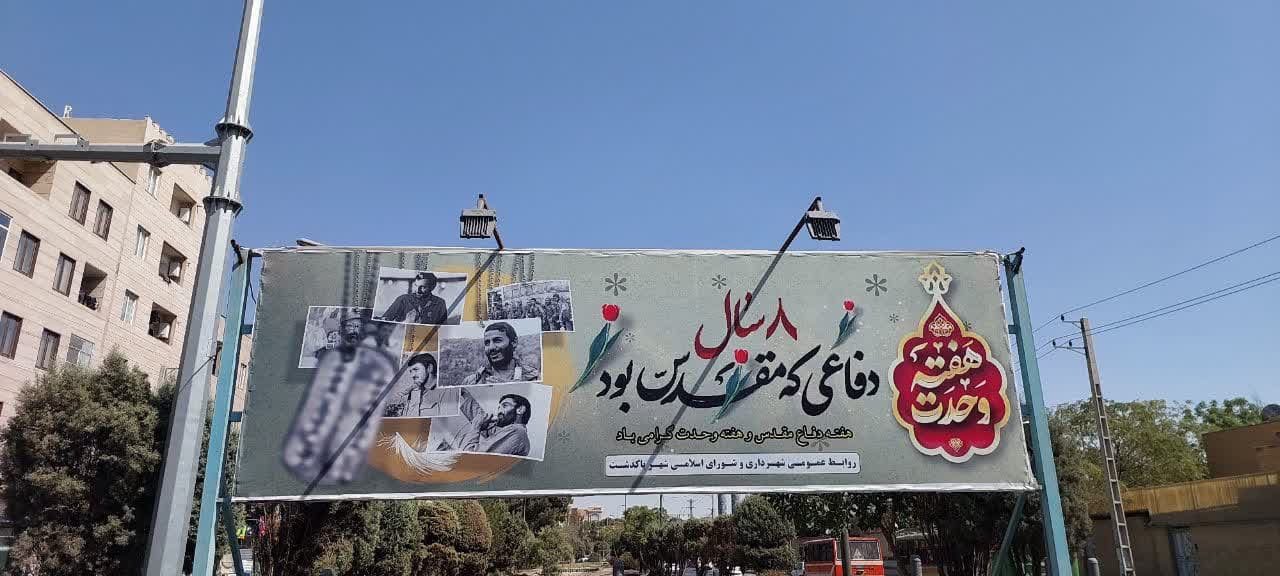 ۸ سال
دفاعی که مقدس بود
هفته دفاع مقدس و هفته وحدت گرامی باد
روابط عمومی شهرداری و شورای اسلامی شهر پاکدشت
هفته
وحدت